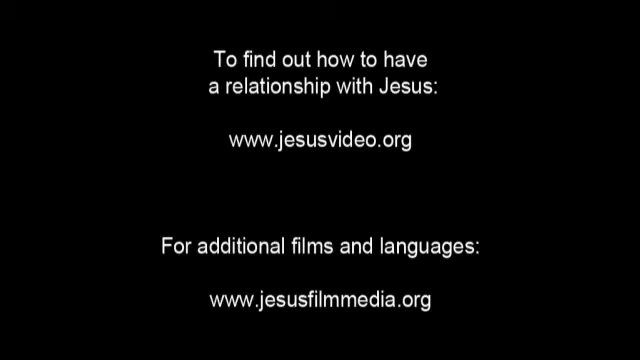 To find out how to have
a relationship with Jesus:
www.jesusvideo.org
For additional films and languages:
www.jesusfilmmedia.org